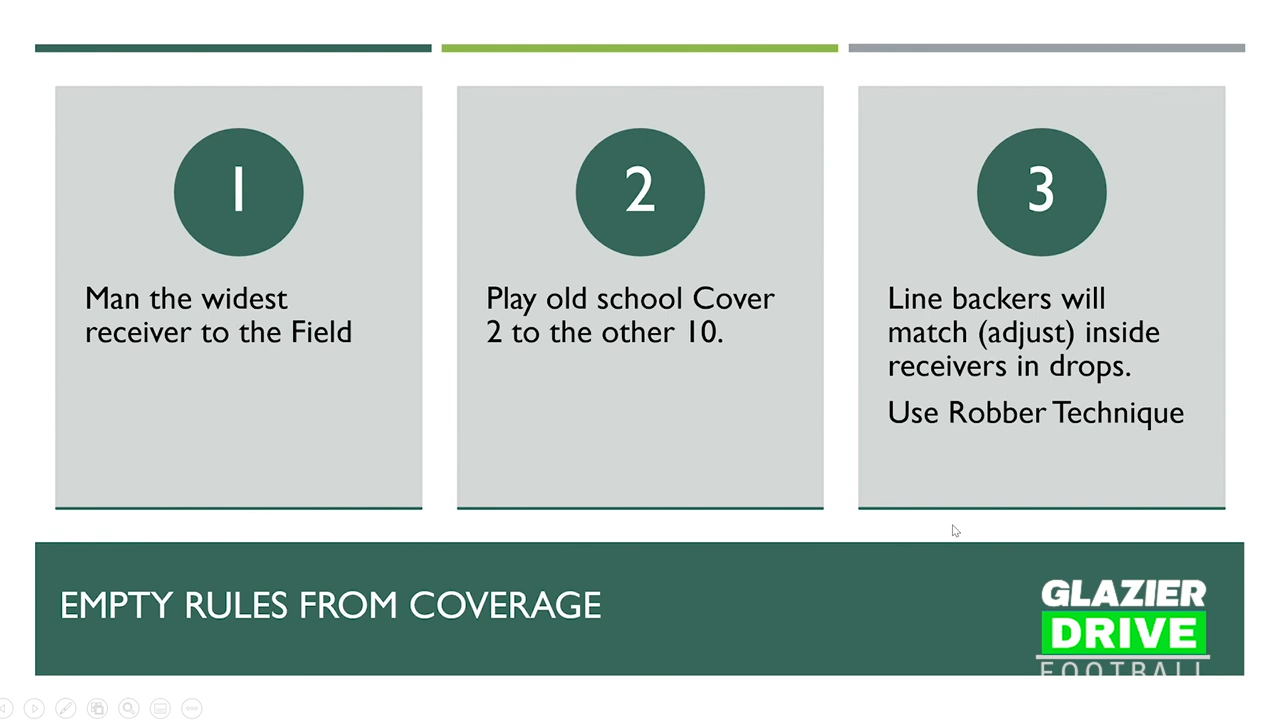 1
Man the widest
receiver to the Field
2
Play old school Cover
2 to the other 10.
3
Line backers will
match (adjust) inside
receivers in drops.
Use Robber Technique
EMPTY RULES FROM COVERAGE
GLAZIER
DRIVE
FOOTBALL